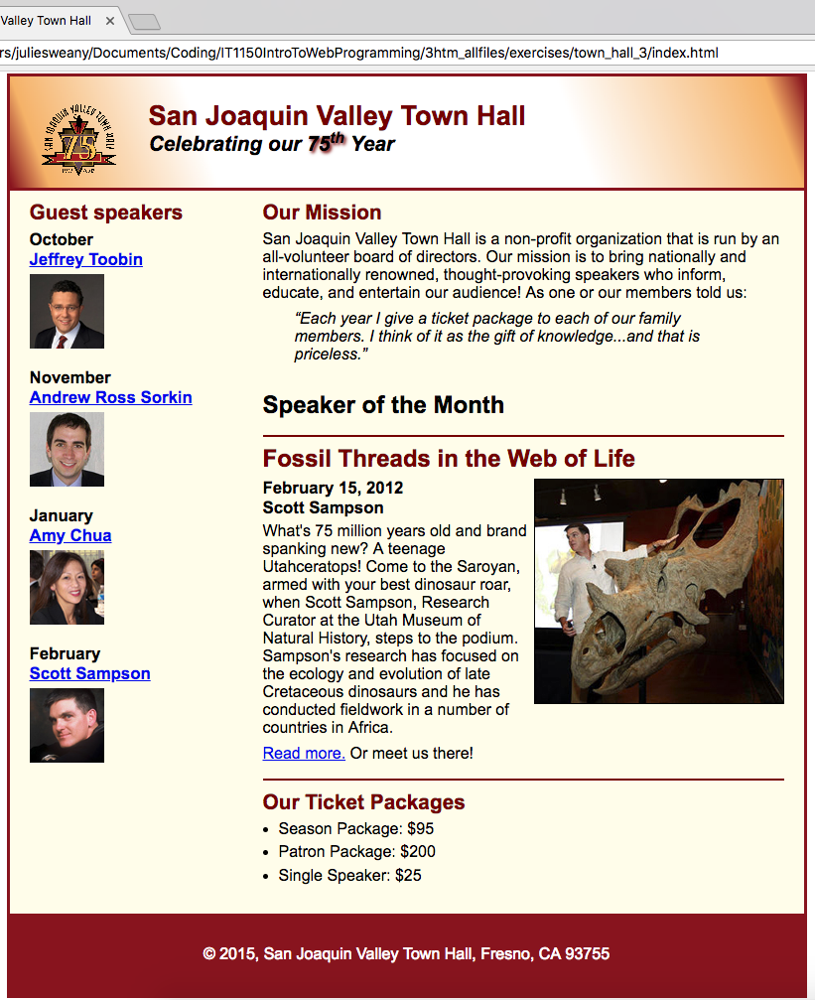 Valley Town Hall
rs/juliesweany/Documents/Coding/IT1150IntroToWebProgramming/3htm_allfiles/exercises/town_hall_3/index.html
SAN JOAQUIN VALLEY TOWN HALL
75
San Joaquin Valley Town Hall
Celebrating our 75th Year
Guest speakers
October
Jeffrey Toobin
November
Andrew Ross Sorkin
January
Amy Chua
February
Scott Sampson
Our Mission
San Joaquin Valley Town Hall is a non-profit organization that is run by an
all-volunteer board of directors. Our mission is to bring nationally and
internationally renowned, thought-provoking speakers who inform,
educate, and entertain our audience! As one or our members told us:
“Each year I give a ticket package to each of our family
members. I think of it as the gift of knowledge...and that is
priceless.”
Speaker of the Month
Fossil Threads in the Web of Life
February 15, 2012
Scott Sampson
What's 75 million years old and brand
spanking new? A teenage
Utahceratops! Come to the Saroyan,
armed with your best dinosaur roar,
when Scott Sampson, Research
Curator at the Utah Museum of
Natural History, steps to the podium.
Sampson's research has focused on
the ecology and evolution of late
Cretaceous dinosaurs and he has
conducted fieldwork in a number of
countries in Africa.
Read more. Or meet us there!
Our Ticket Packages
• Season Package: $95
• Patron Package: $200
• Single Speaker: $25
© 2015, San Joaquin Valley Town Hall, Fresno, CA 93755